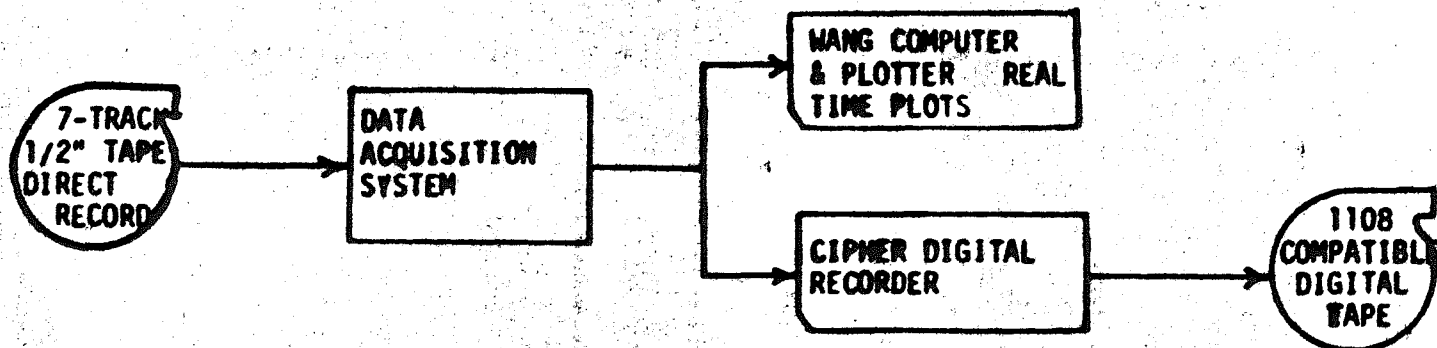 7-TRACK
1/2" TAPE
DIRECT
RECORD
DATA
ACQUISITION
SYSTEM
WANG COMPUTER
& PLOTTER REAL
TIME PLOTS
CIPHER DIGITAL
RECORDER
1108
COMPATIBL
DIGITAL
TAPE